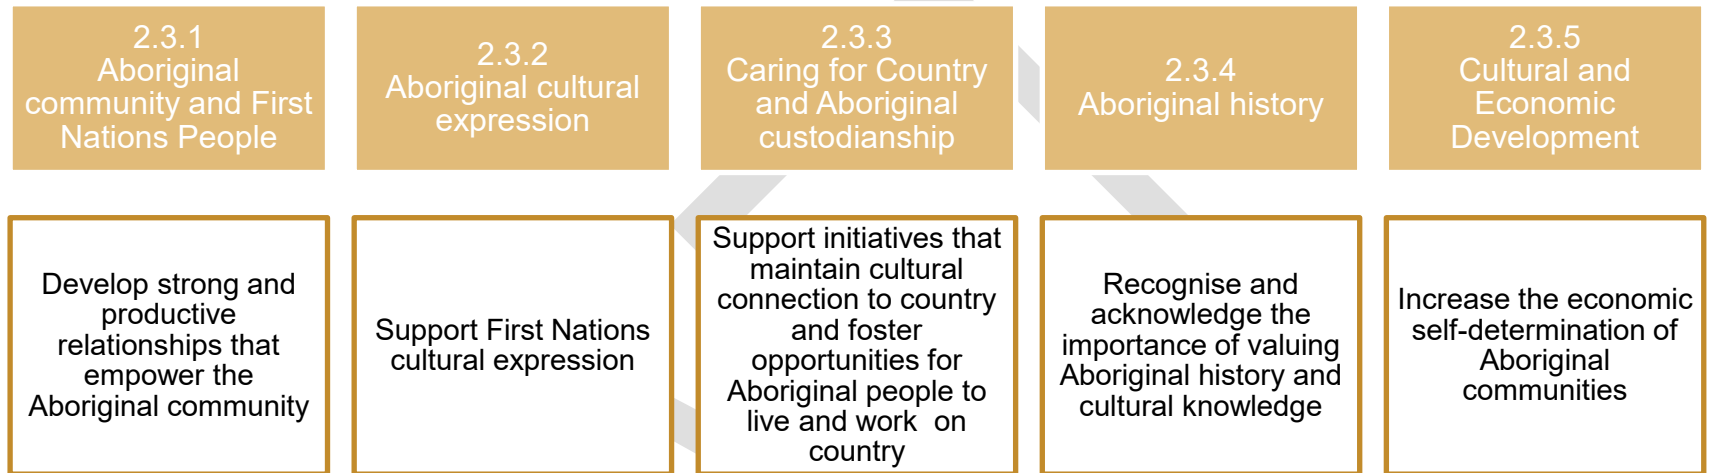 2.3.1
Aboriginal
community and First
Nations People
2.3.2
Aboriginal cultural
expression
2.3.3
Caring for Country
and Aboriginal
custodianship
2.3.4
Aboriginal history
2.3.5
Cultural and
Economic
Development
Develop strong and
productive
relationships that
empower the
Aboriginal community
Support First Nations
cultural expression
Support initiatives that
maintain cultural
connection to country
and foster
opportunities for
Aboriginal people to
live and work on
country
Recognise and
acknowledge the
importance of valuing
Aboriginal history and
cultural knowledge
Increase the economic
self-determination of
Aboriginal
communities